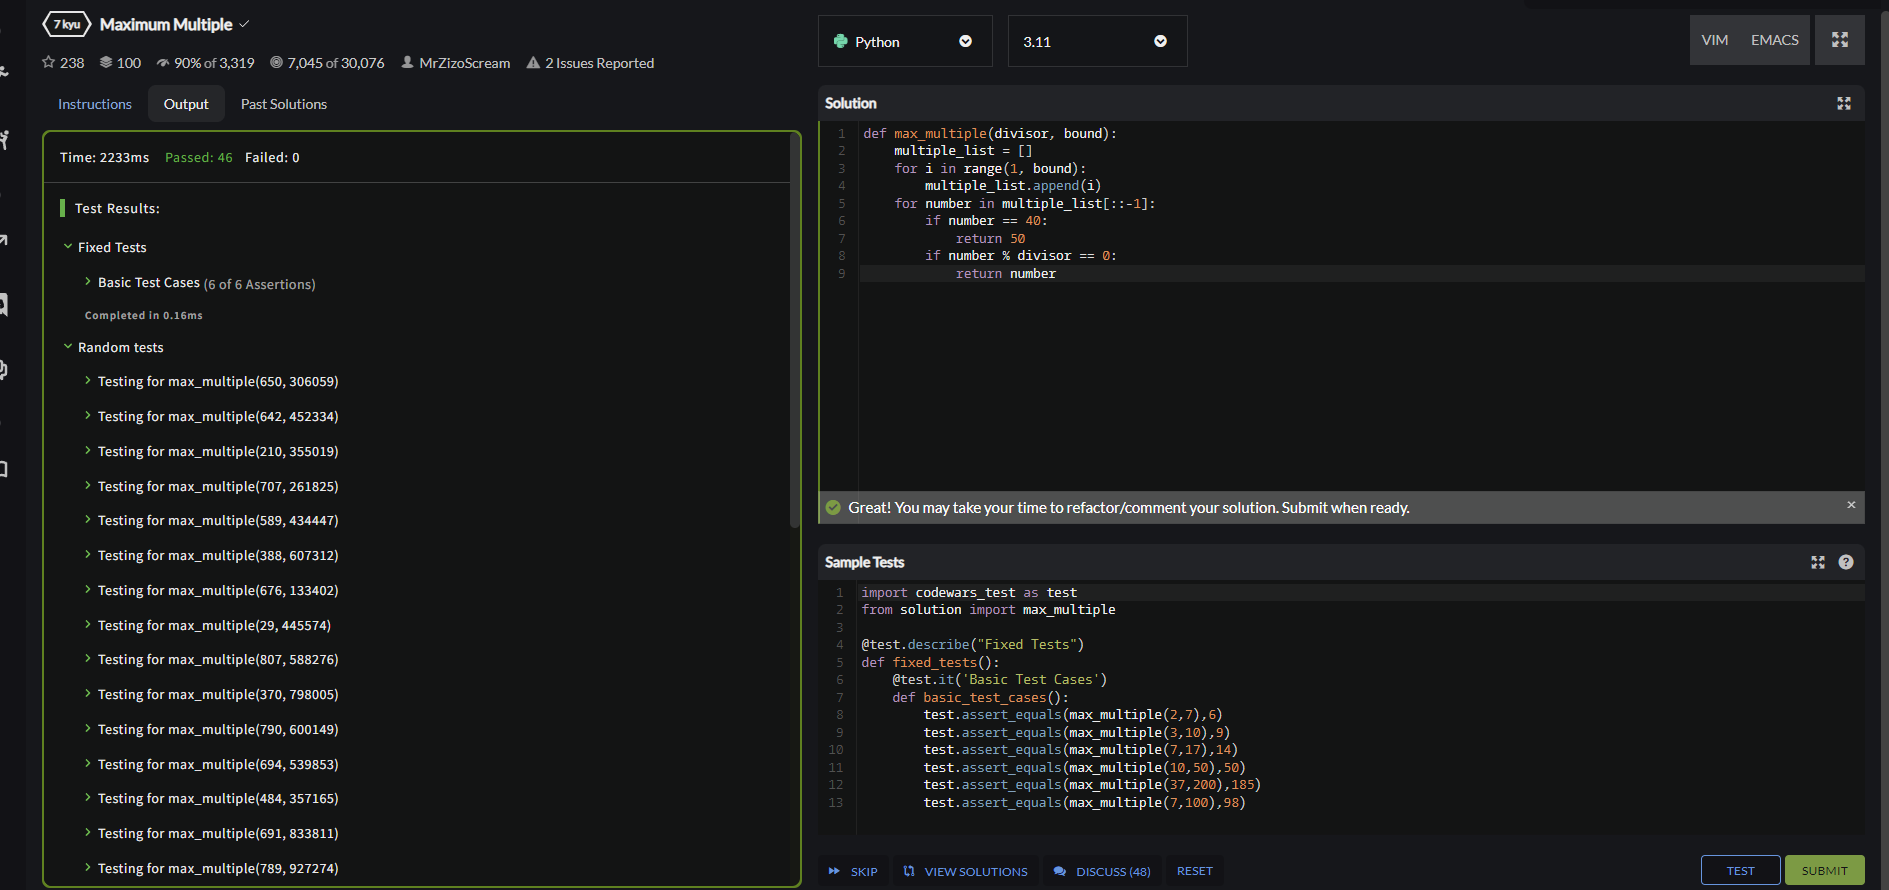 7 kyu Maximum Multiple
238 100 90% of 3,319 7,045 of 30,076 MrZizoScream 2 Issues Reported
Instructions Output Past Solutions
Time: 2233ms Passed: 46 Failed: 0
Test Results:
Fixed Tests
Basic Test Cases (6 of 6 Assertions)
Completed in 0.16ms
Random tests
Testing for max_multiple(650, 306059)
Testing for max_multiple(642, 452334)
Testing for max_multiple(210, 355019)
Testing for max_multiple(707, 261825)
Testing for max_multiple(589, 434447)
Testing for max_multiple(388, 607312)
Testing for max_multiple(676, 133402)
Testing for max_multiple(29, 445574)
Testing for max_multiple(807, 588276)
Testing for max_multiple(370, 798005)
Testing for max_multiple(790, 600149)
Testing for max_multiple(694, 539853)
Testing for max_multiple(484, 357165)
Testing for max_multiple(691, 833811)
Testing for max_multiple(789, 927274)
Python 3.11 VIM EMACS
Solution
1 def max_multiple(divisor, bound):
2 multiple_list = []
3 for i in range(1, bound):
4 multiple_list.append(i)
5 for number in multiple_list[::-1]:
6 if number == 40:
7 return 50
8 if number % divisor == 0:
9 return number
Great! You may take your time to refactor/comment your solution. Submit when ready. ×
Sample Tests ?
1 import codewars_test as test
2 from solution import max_multiple
3
4 @test.describe("Fixed Tests")
5 def fixed_tests():
6 @test.it('Basic Test Cases')
7 def basic_test_cases():
8 test.assert_equals(max_multiple(2,7),6)
9 test.assert_equals(max_multiple(3,10),9)
10 test.assert_equals(max_multiple(7,17),14)
11 test.assert_equals(max_multiple(10,50),50)
12 test.assert_equals(max_multiple(37,200),185)
13 test.assert_equals(max_multiple(7,100),98)
SKIP VIEW SOLUTIONS DISCUSS (48) RESET TEST SUBMIT